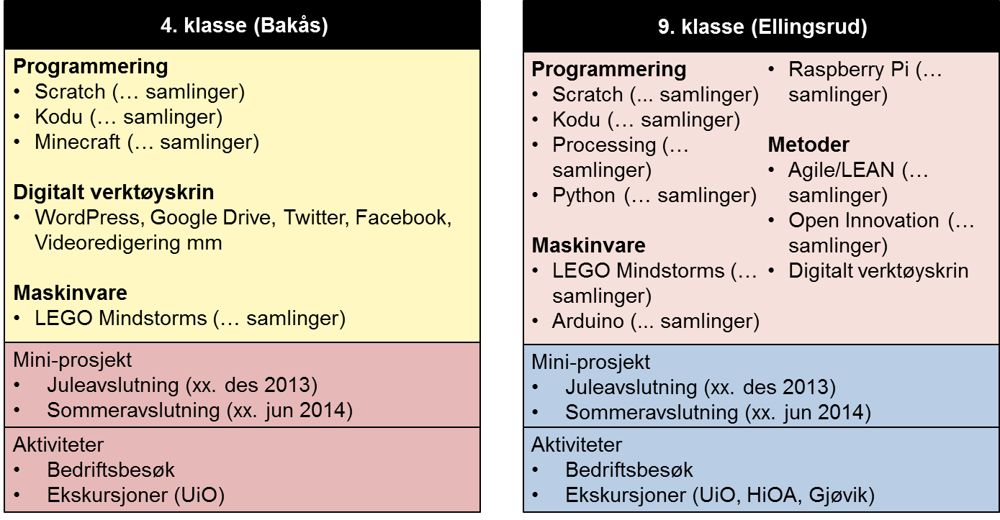 4. klasse (Bakås)
Programmering
• Scratch (… samlinger)
• Kodu (… samlinger)
• Minecraft (… samlinger)
Digitalt verktøyskrin
• WordPress, Google Drive, Twitter, Facebook,
Videoredigering mm
Maskinvare
• LEGO Mindstorms (… samlinger)
Mini-prosjekt
• Juleavslutning (xx. des 2013)
• Sommeravslutning (xx. jun 2014)
Aktiviteter
• Bedriftsbesøk
• Ekskursjoner (UiO)
9. klasse (Ellingsrud)
Programmering
• Scratch (... samlinger)
• Kodu (… samlinger)
• Processing (…
samlinger)
• Python (… samlinger)
Maskinvare
• LEGO Mindstorms (…
samlinger)
• Arduino (... samlinger)
• Raspberry Pi (…
samlinger)
Metoder
• Agile/LEAN (…
samlinger)
• Open Innovation (…
samlinger)
• Digitalt verktøyskrin
Mini-prosjekt
• Juleavslutning (xx. des 2013)
• Sommeravslutning (xx. jun 2014)
Aktiviteter
• Bedriftsbesøk
• Ekskursjoner (UiO, HiOA, Gjøvik)